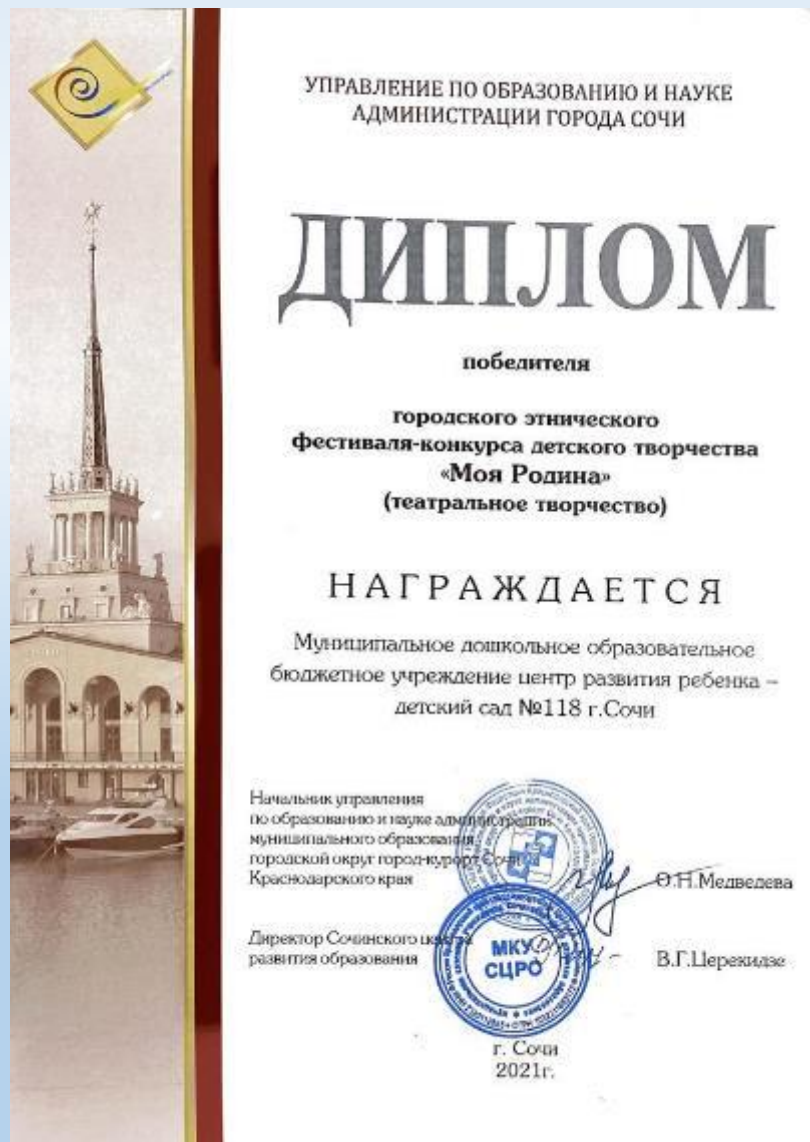 УПРАВЛЕНИЕ ПО ОБРАЗОВАНИЮ И НАУКЕ
АДМИНИСТРАЦИИ ГОРОДА СОЧИ
ДИПЛОМ
победителя
городского этнического
фестиваля-конкурса детского творчества
«Моя Родина»
(театральное творчество)
НАГРАЖДАЕТСЯ
Муниципальное дошкольное образовательное
бюджетное учреждение центр развития ребенка –
детский сад №118 г.Сочи
Начальник управления
по образованию и науке администрации
муниципального образования
городской округ город-курорт Сочи
Краснодарского края
О.Н.Медведева
Директор Сочинского центра
развития образования
В.Г.Церекидзе
МКУ
СЦРО
г. Сочи
2021г.